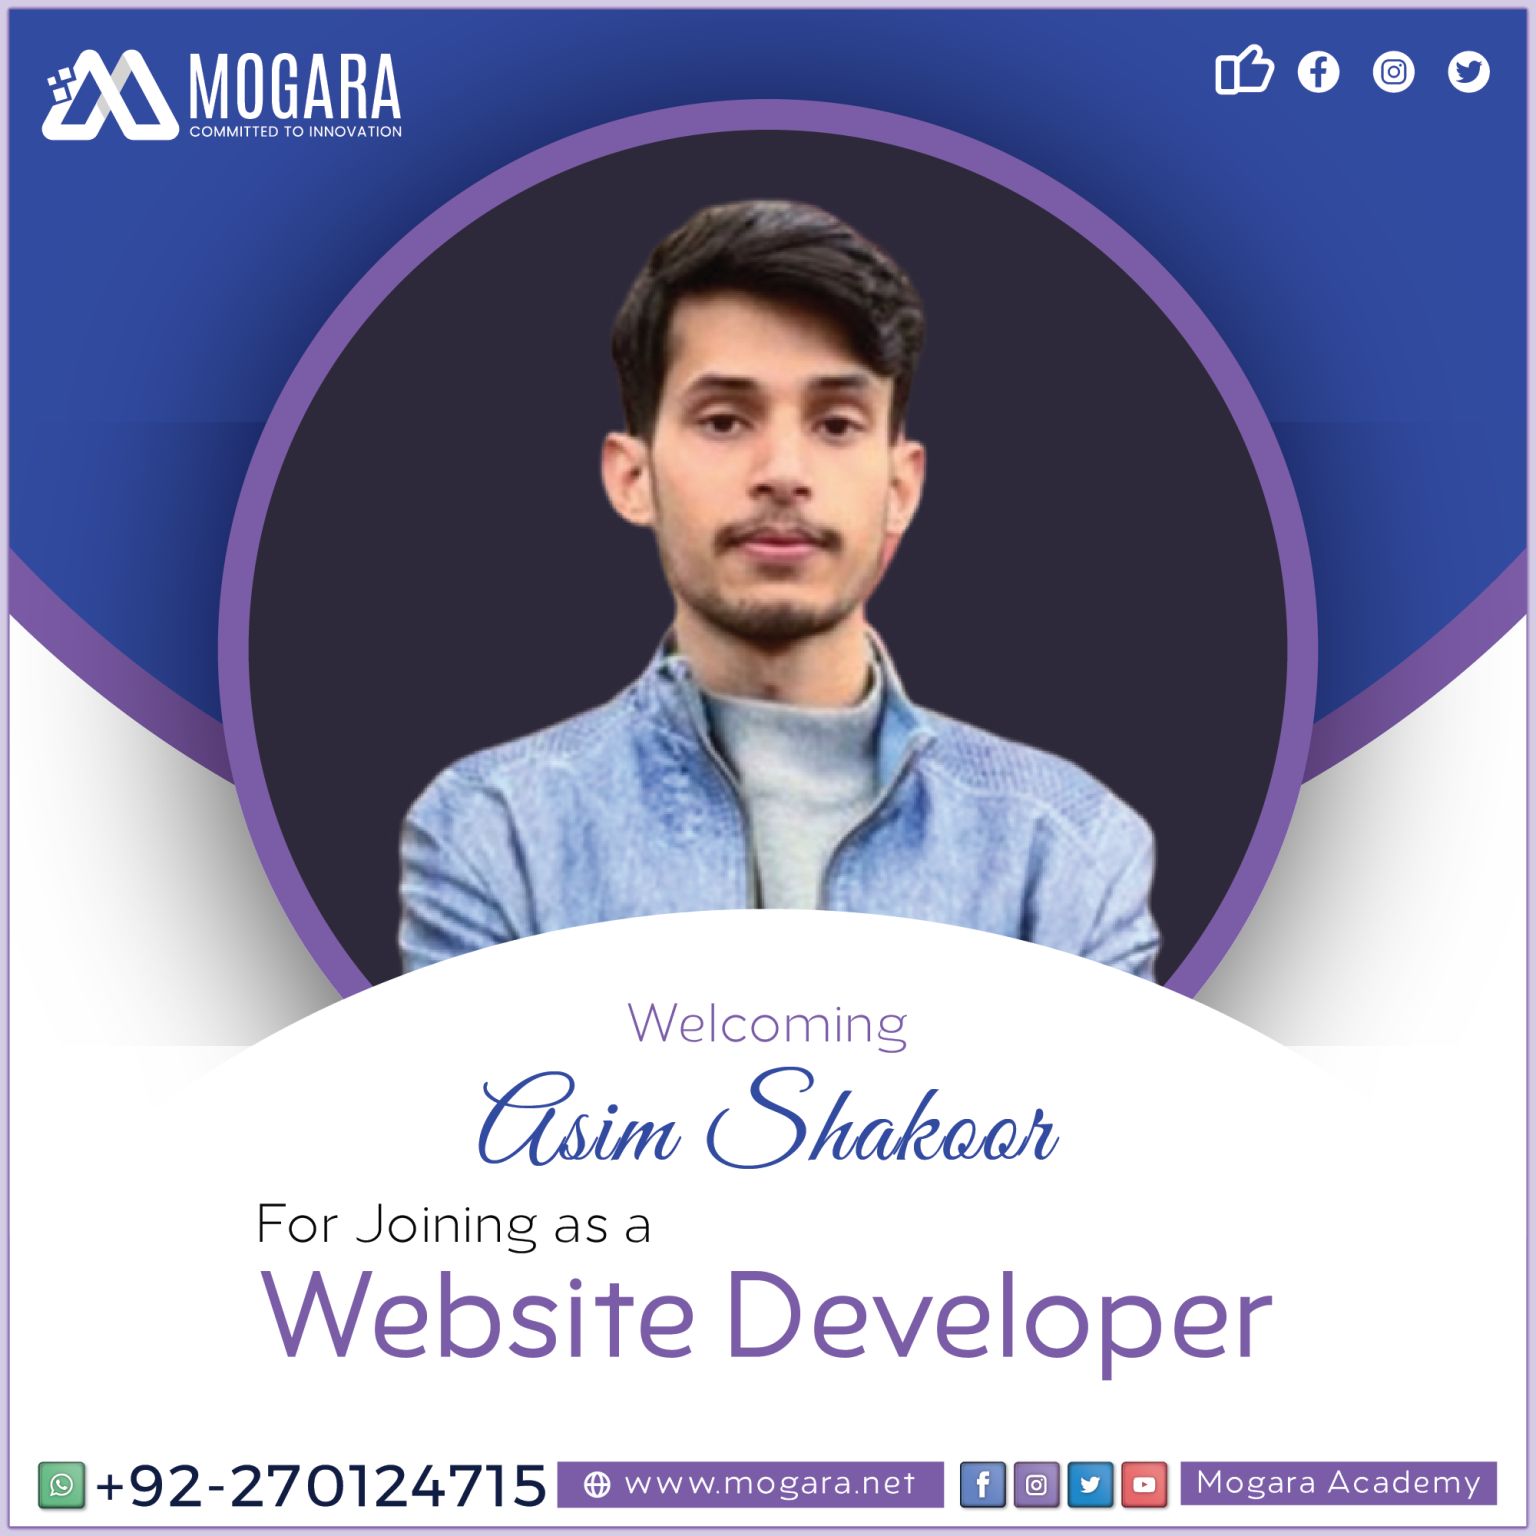 MOGARA
COMMITTED TO INNOVATION
Welcoming
Asim Shakoor
For Joining as a
Website Developer
+92-270124715
www.mogara.net
Mogara Academy